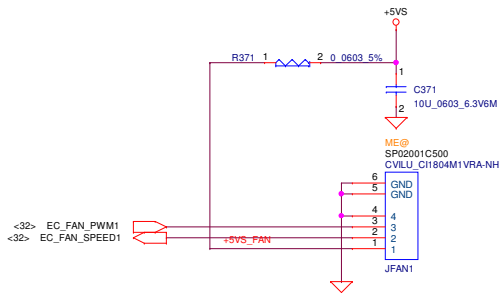 +5VS
R371 1 2 0_0603_5%
1
C371
10U_0603_6.3V6M
2
ME@
SP02001C500
CVILU_CI1804M1VRA-NH
6 GND
5 GND
4 4
<32> EC_FAN_PWM1 3 3
<32> EC_FAN_SPEED1 2 2
+5VS_FAN 1 1
JFAN1